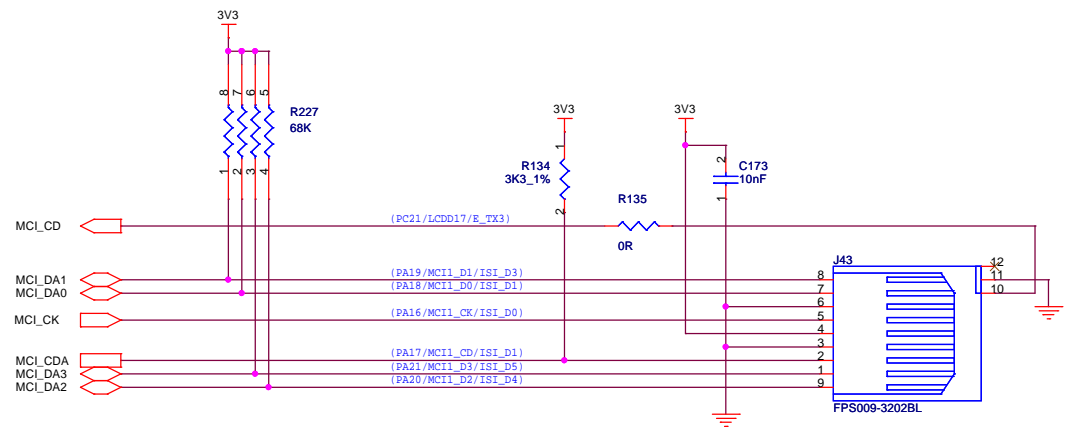 3V3
8 7 6 5
R227
68K
1 2 3 4
3V3
1
R134
3K3_1%
2
3V3
2
C173
10nF
1
R135
0R
MCI_CD
(PC21/LCDD17/E_TX3)
J43
12
11
10
MCI_DA1
(PA19/MCI1_D1/ISI_D3)
8
MCI_DA0
(PA18/MCI1_D0/ISI_D1)
7
6
MCI_CK
(PA16/MCI1_CK/ISI_D0)
5
4
3
MCI_CDA
(PA17/MCI1_CD/ISI_D1)
2
MCI_DA3
(PA21/MCI1_D3/ISI_D5)
1
MCI_DA2
(PA20/MCI1_D2/ISI_D4)
9
FPS009-3202BL